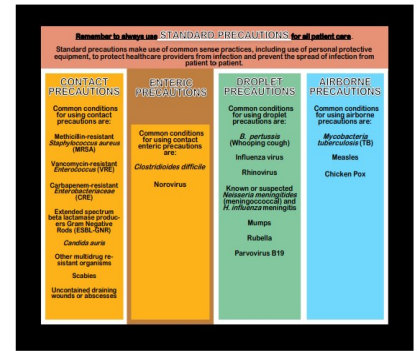 Remember to always use STANDARD PRECAUTIONS for all patient care.
Standard precautions make use of common sense practices, including use of personal protective
equipment, to protect healthcare providers from infection and prevent the spread of infection from
patient to patient.
CONTACT
PRECAUTIONS
Common conditions
for using contact
precautions are:
Methicillin-resistant
Staphylococcus aureus
(MRSA)
Vancomycin-resistant
Enterococcus (VRE)
Carbapenem-resistant
Enterobacteriaceae
(CRE)
Extended spectrum
beta lactamase produc-
ers Gram Negative
Rods (ESBL-GNR)
Candida auris
Other multidrug re-
sistant organisms
Scabies
Uncontained draining
wounds or abscesses
ENTERIC
PRECAUTIONS
Common conditions
for using contact
enteric precautions
are:
Clostridioides difficile
Norovirus
DROPLET
PRECAUTIONS
Common conditions for
using droplet
precautions are:
B. pertussis
(Whooping cough)
Influenza virus
Rhinovirus
Known or suspected
Neisseria meningitides
(meningoccocal) and
H. influenza meningitis
Mumps
Rubella
Parvovirus B19
AIRBORNE
PRECAUTIONS
Common conditions for
using airborne
precautions are:
Mycobacteria
tuberculosis (TB)
Measles
Chicken Pox